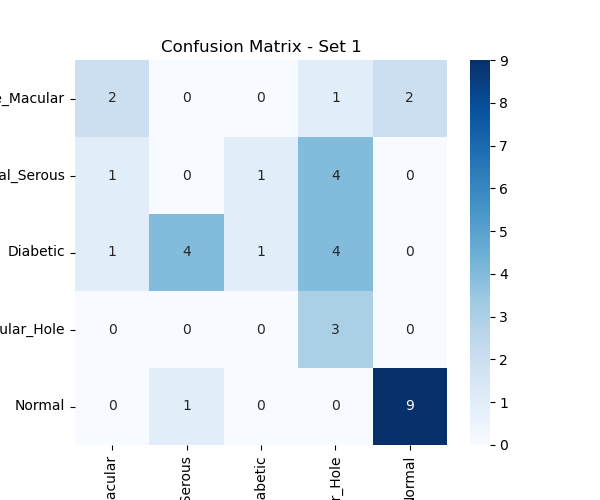 Confusion Matrix - Set 1
e_Macular 2 0 0 1 2
al_Serous 1 0 1 4 0
Diabetic 1 4 1 4 0
ular_Hole 0 0 0 3 0
Normal 0 1 0 0 9
acular
Serous
abetic
r_Hole
ormal
9
8
7
6
5
4
3
2
1
0